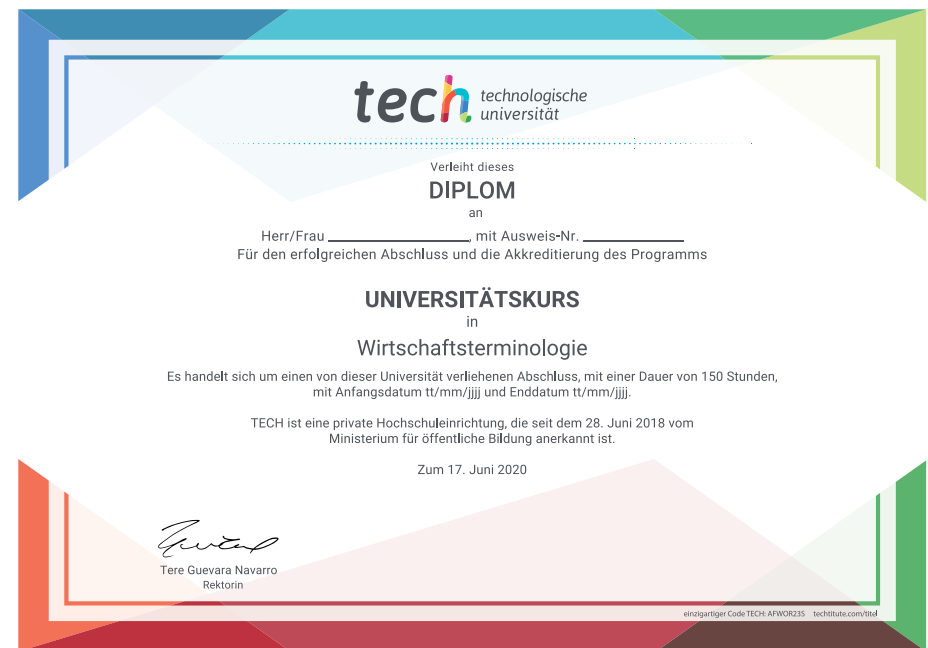 tech technologische
universität
Verleiht dieses
DIPLOM
an
Herr/Frau ____________________, mit Ausweis-Nr. ______________
Für den erfolgreichen Abschluss und die Akkreditierung des Programms
UNIVERSITÄTSKURS
in
Wirtschaftsterminologie
Es handelt sich um einen von dieser Universität verliehenen Abschluss, mit einer Dauer von 150 Stunden,
mit Anfangsdatum tt/mm/jjjj und Enddatum tt/mm/jjjj.
TECH ist eine private Hochschuleinrichtung, die seit dem 28. Juni 2018 vom
Ministerium für öffentliche Bildung anerkannt ist.
Zum 17. Juni 2020
Tere Guevara Navarro
Rektorin
einzigartiger Code TECH: AFWOR23S techtitute.com/titel